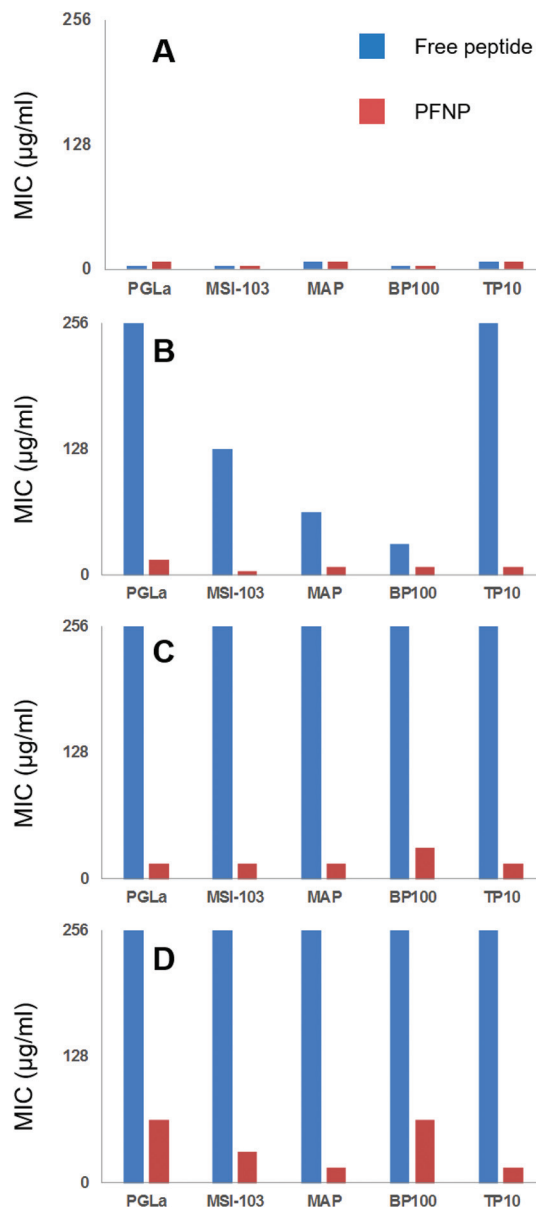 256
A
Free peptide
PFNP
128
MIC (µg/ml)
0
PGLa MSI-103 MAP BP100 TP10
256
B
128
MIC (µg/ml)
0
PGLa MSI-103 MAP BP100 TP10
256
C
128
MIC (µg/ml)
0
PGLa MSI-103 MAP BP100 TP10
256
D
128
MIC (µg/ml)
0
PGLa MSI-103 MAP BP100 TP10